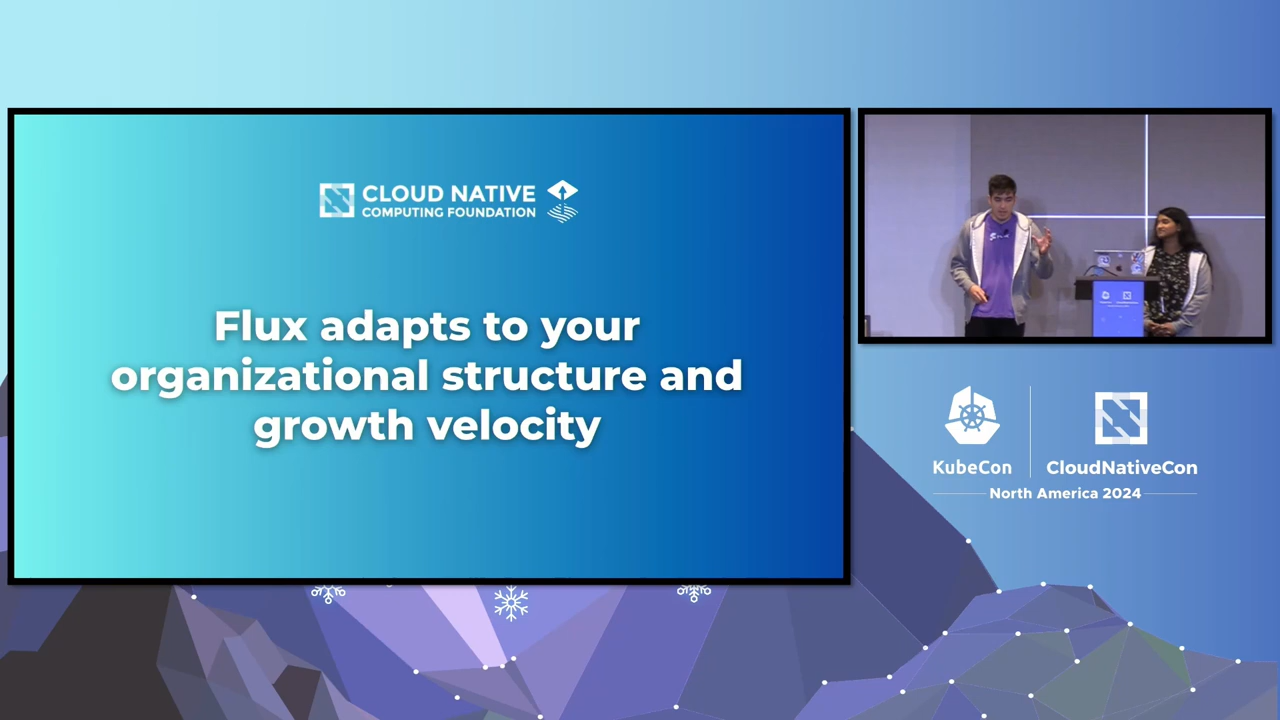 CLOUD NATIVE
COMPUTING FOUNDATION
Flux adapts to your
organizational structure and
growth velocity
KubeCon
CloudNativeCon
North America 2024